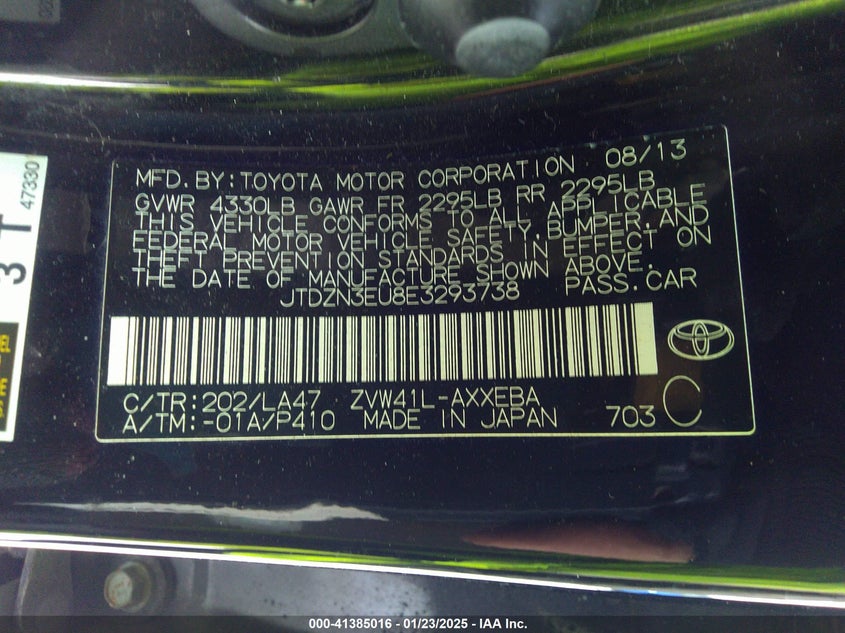 MFD.BY:TOYOTA MOTOR CORPORATION 08/13
GVWR 4330LB GAWR FR 2295LB RR 2295LB
THIS VEHICLE CONFORMS TO ALL APPLICABLE
FEDERAL MOTOR VEHICLE SAFETY,BUMPER,AND
THEFT PREVENTION STANDARDS IN EFFECT ON
THE DATE OF MANUFACTURE SHOWN ABOVE.
JTDZN3EU8E3293738 PASS.CAR
C/TR:202/LA47 ZVW41L-AXXEBA
A/TM:-01A/P410 MADE IN JAPAN 703 C
47330
3 T
000-41385016 - 01/23/2025 - IAA Inc.